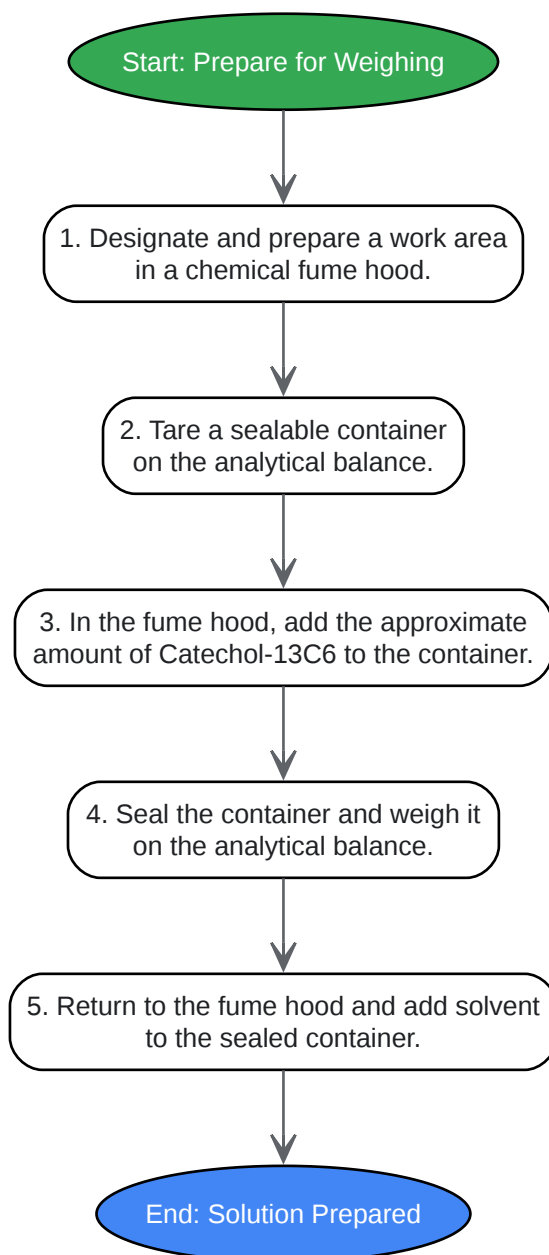 Start: Prepare for Weighing
1. Designate and prepare a work area
in a chemical fume hood.
2. Tare a sealable container
on the analytical balance.
3. In the fume hood, add the approximate
amount of Catechol-13C6 to the container.
4. Seal the container and weigh it
on the analytical balance.
5. Return to the fume hood and add solvent
to the sealed container.
End: Solution Prepared